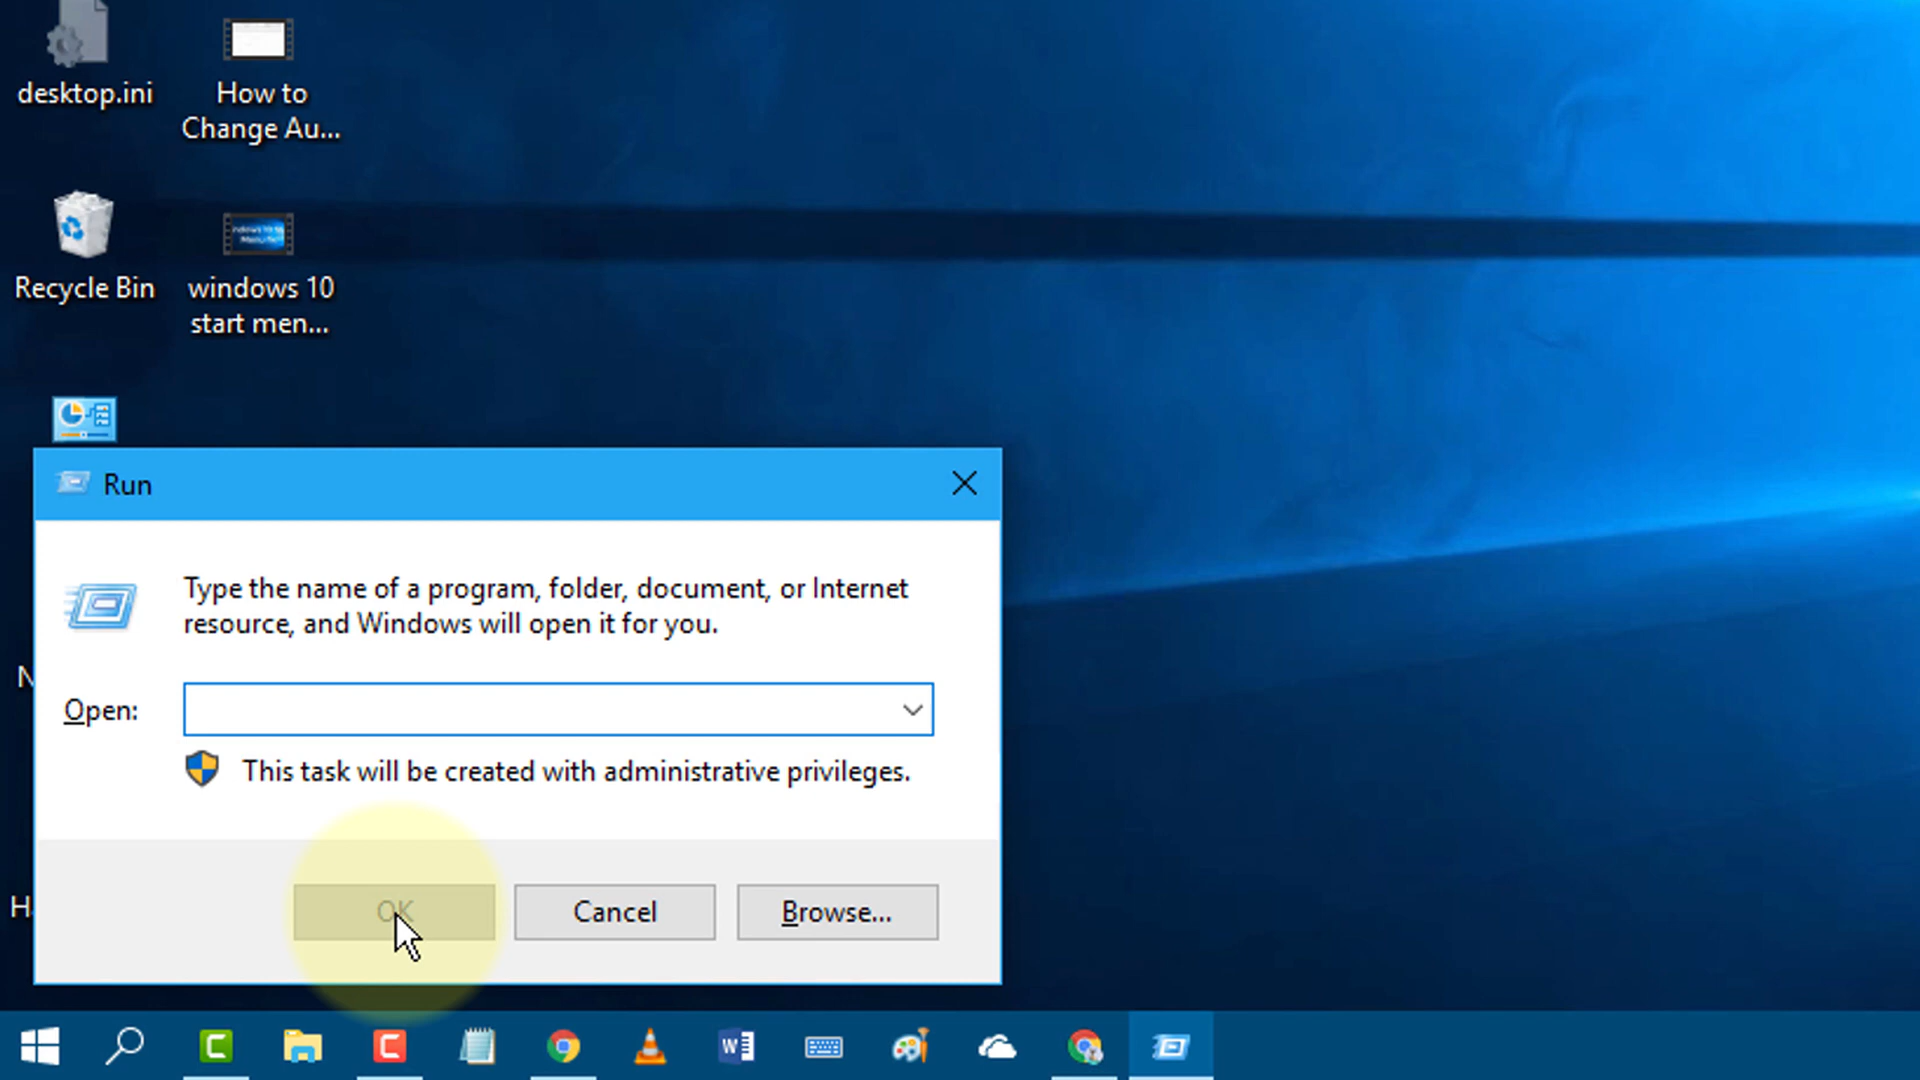 desktop.ini
How to
Change Au...
Recycle Bin
windows 10
start men...
Run
Type the name of a program, folder, document, or Internet
resource, and Windows will open it for you.
Open:
This task will be created with administrative privileges.
OK
Cancel
Browse...
N
H